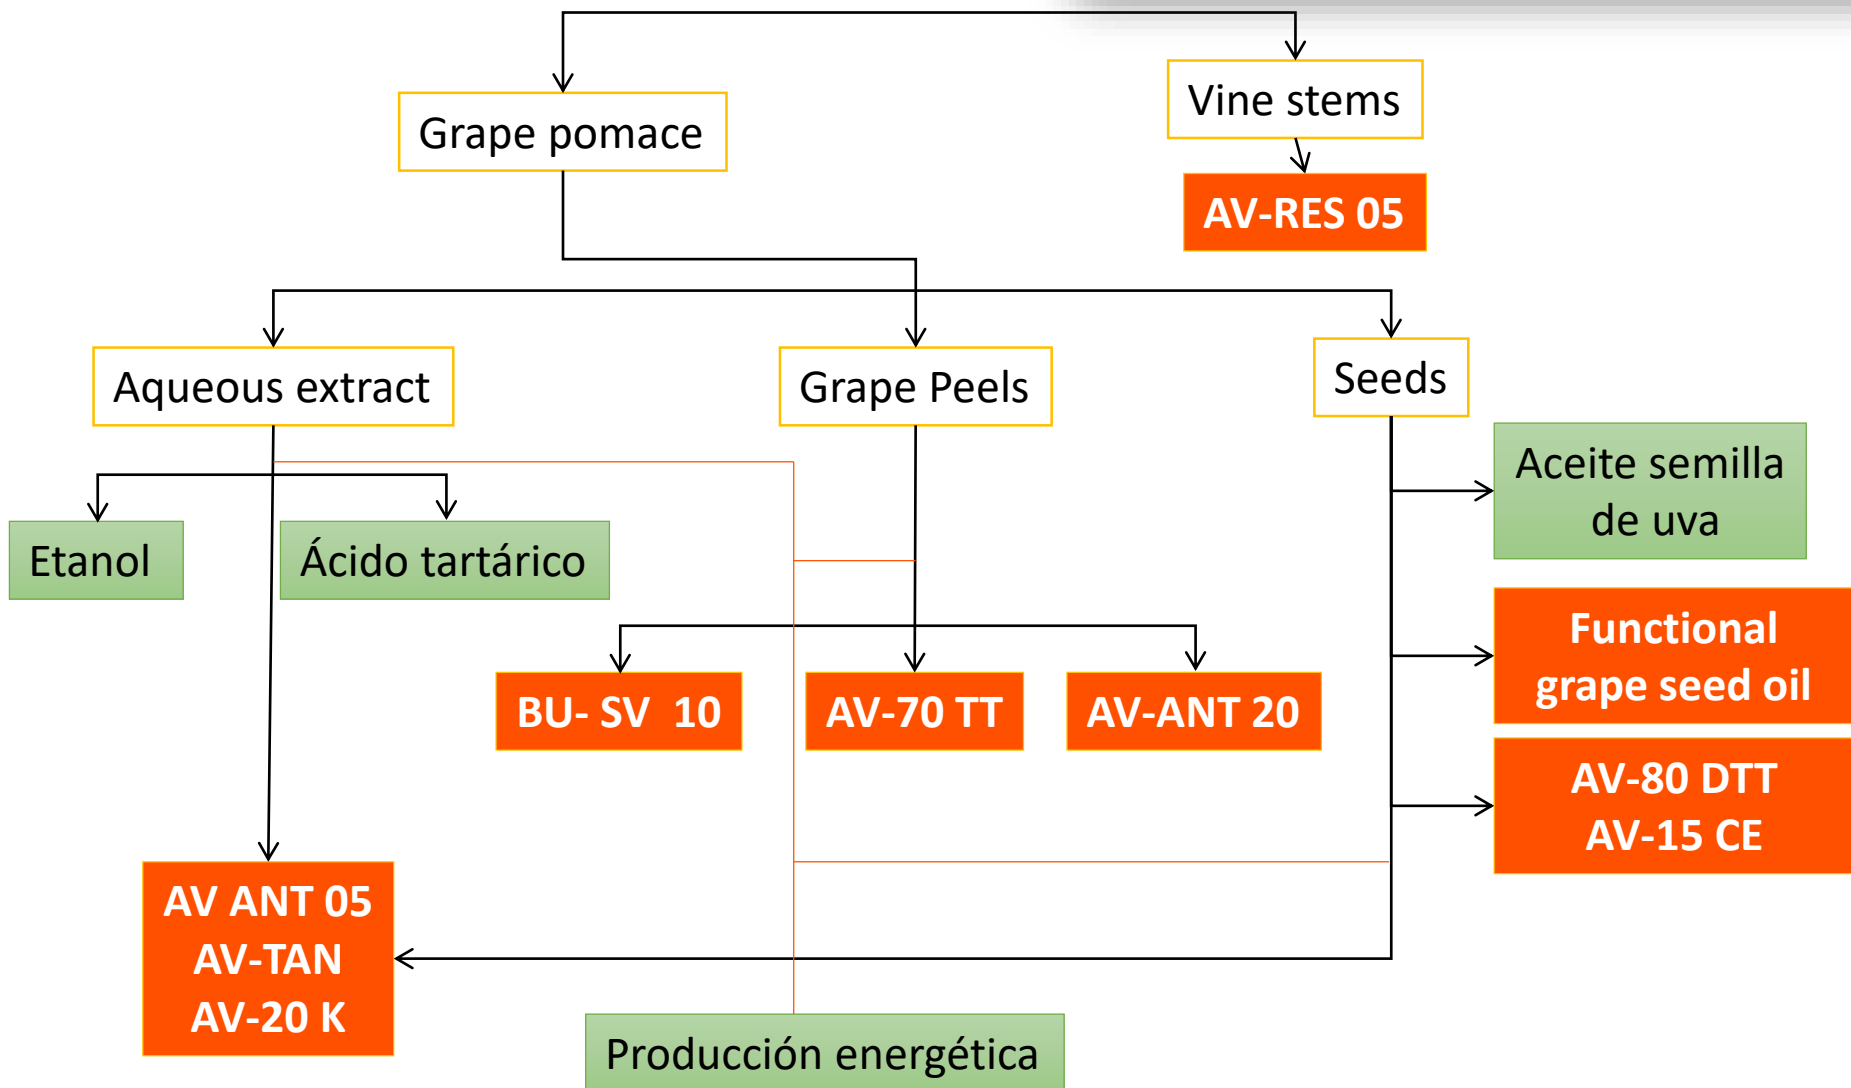 Vine stems
Grape pomace
AV-RES 05
Aqueous extract
Grape Peels
Seeds
Aceite semilla
de uva
Etanol
Ácido tartárico
Functional
grape seed oil
BU- SV  10
AV-70 TT
AV-ANT 20
AV-80 DTT
AV-15 CE
AV ANT 05
AV-TAN
AV-20 K
Producción energética